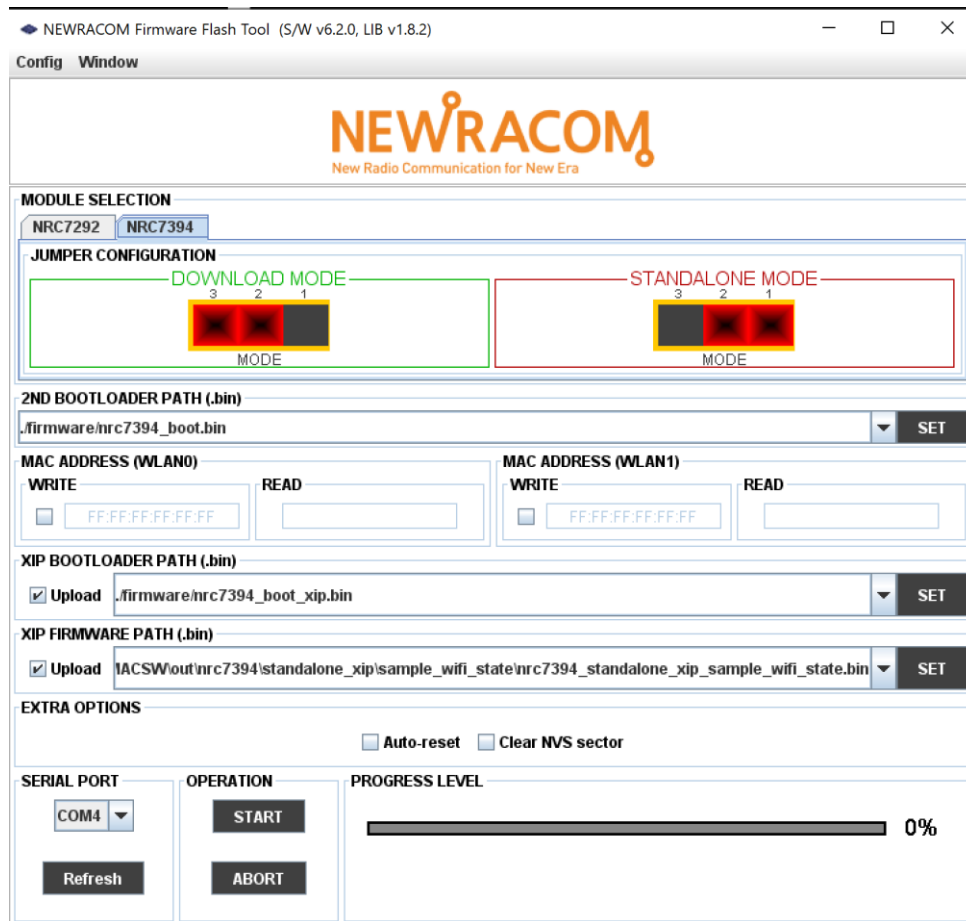 NEWRACOM Firmware Flash Tool (S/W v6.2.0, LIB v1.8.2)
Config Window
NEWRACOM
New Radio Communication for New Era
MODULE SELECTION
NRC7292 NRC7394
JUMPER CONFIGURATION
DOWNLOAD MODE
3 2 1
MODE
STANDALONE MODE
3 2 1
MODE
2ND BOOTLOADER PATH (.bin)
./firmware/nrc7394_boot.bin SET
MAC ADDRESS (WLAN0)
WRITE READ
FF:FF:FF:FF:FF:FF
MAC ADDRESS (WLAN1)
WRITE READ
FF:FF:FF:FF:FF:FF
XIP BOOTLOADER PATH (.bin)
Upload ./firmware/nrc7394_boot_xip.bin SET
XIP FIRMWARE PATH (.bin)
Upload ACSW\out\nrc7394\standalone_xip\sample_wifi_state\nrc7394_standalone_xip_sample_wifi_state.bin SET
EXTRA OPTIONS
Auto-reset Clear NVS sector
SERIAL PORT
COM4
Refresh
OPERATION
START
ABORT
PROGRESS LEVEL
0%